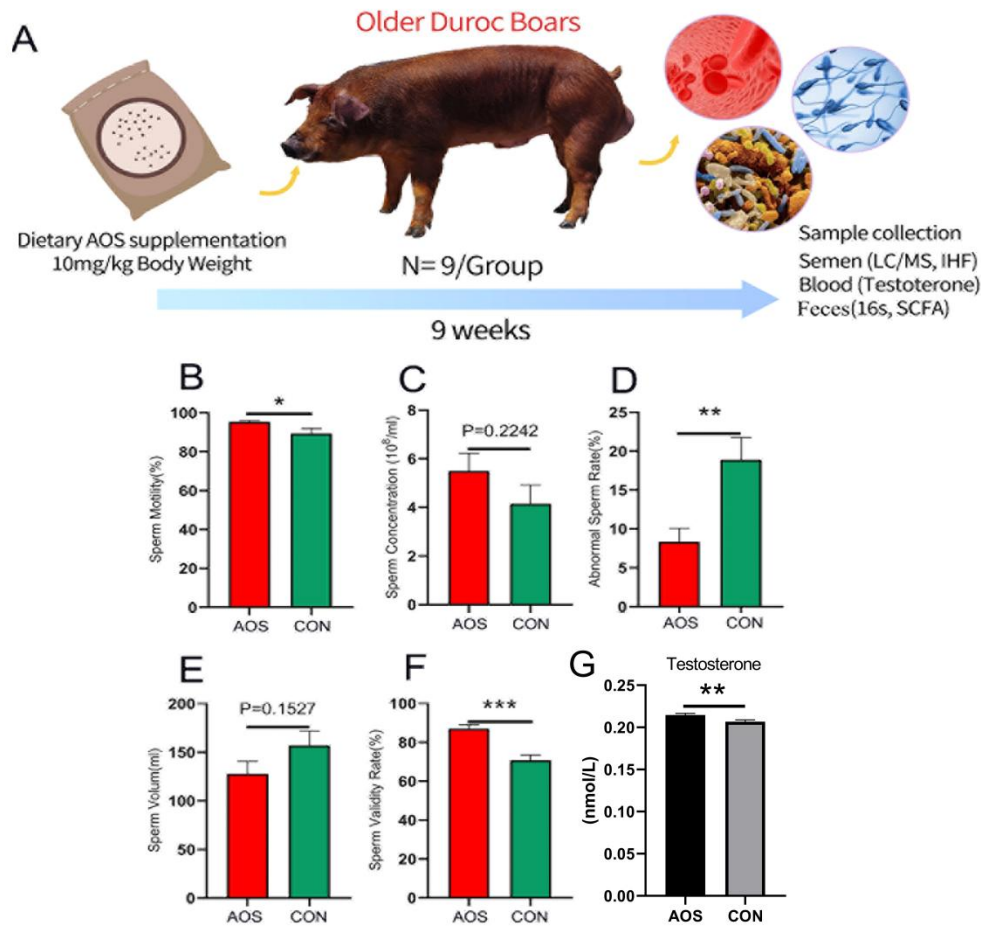 A
Older Duroc Boars
Dietary AOS supplementation
10mg/kg Body Weight
N= 9/Group
9 weeks
Sample collection
Semen (LC/MS, IHF)
Blood (Testoterone)
Feces(16s, SCFA)
B
Sperm Motility(%)
100
80
60
40
20
0
*
AOS
CON
C
Sperm Concentration (10⁸/ml)
8
6
4
2
0
P=0.2242
AOS
CON
D
Abnormal Sperm Rate(%)
25
20
15
10
5
0
**
AOS
CON
E
Sperm Volum(ml)
200
150
100
50
0
P=0.1527
AOS
CON
F
Sperm Validity Rate(%)
100
80
60
40
20
0
***
AOS
CON
G
Testosterone
(nmol/L)
0.25
0.20
0.15
0.10
0.05
0.00
**
AOS
CON